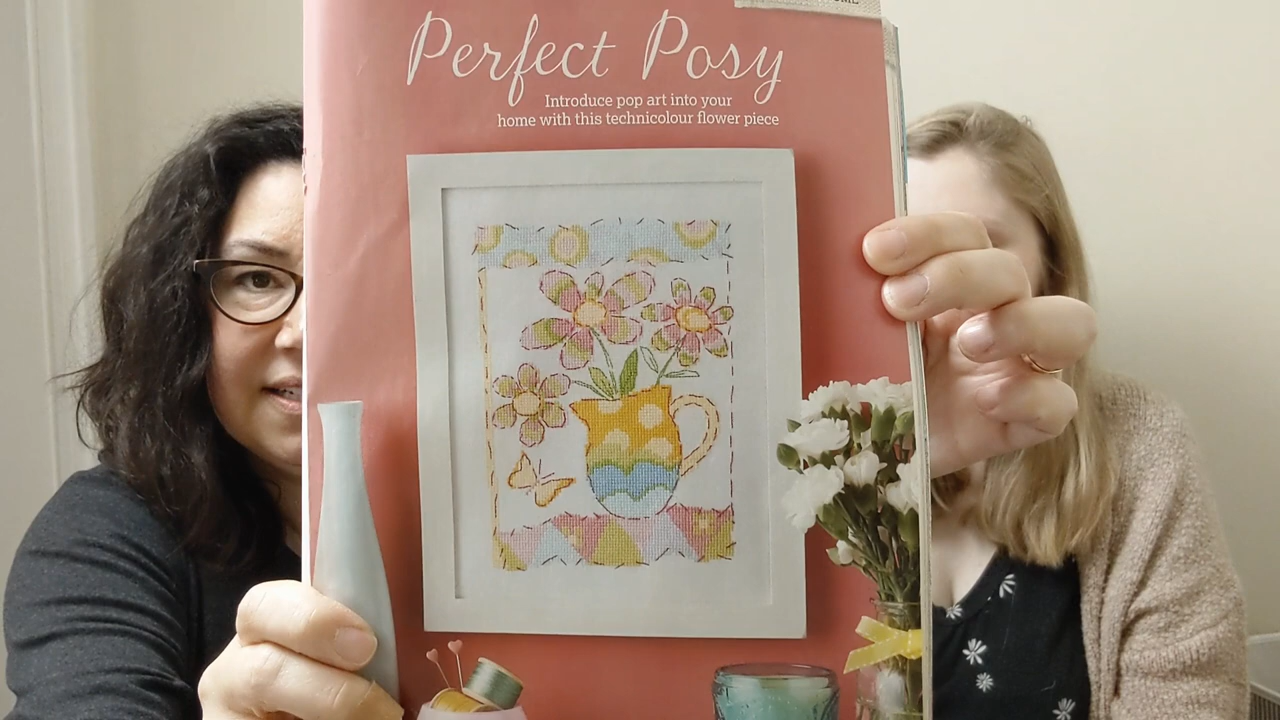 Perfect Posy
Introduce pop art into your
home with this technicolour flower piece